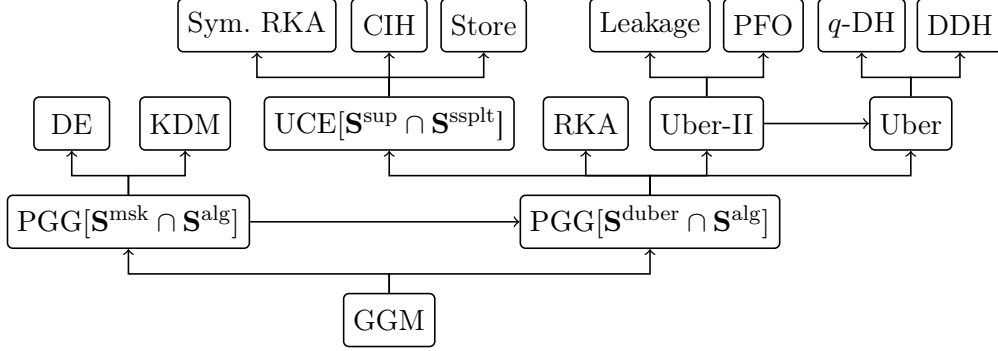 Sym. RKA CIH Store Leakage PFO q-DH DDH
DE KDM UCE[𝐒^sup ∩ 𝐒^ssplt] RKA Uber-II Uber
PGG[𝐒^msk ∩ 𝐒^alg] PGG[𝐒^duber ∩ 𝐒^alg]
GGM